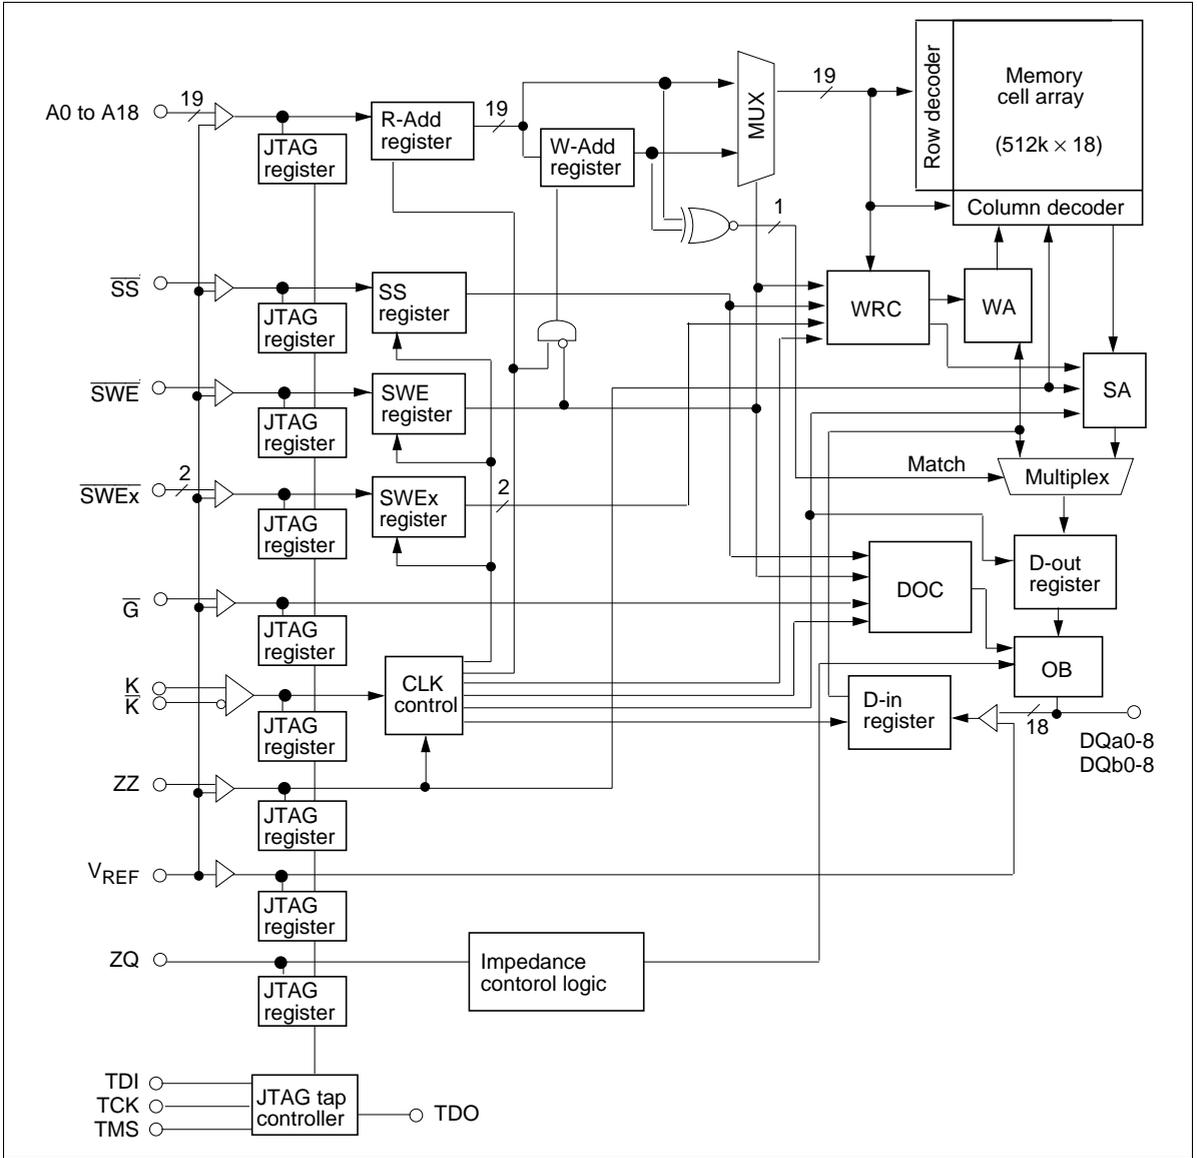 A0 to A18
19
JTAG
register
R-Add
register
19
W-Add
register
MUX
19
Row decoder
Memory
cell array
(512k × 18)
Column decoder
1
S̅S̅
JTAG
register
SS
register
WRC
WA
SA
S̅W̅E̅
JTAG
register
SWE
register
Match
Multiplex
S̅W̅E̅x̅
2
JTAG
register
SWEx
register
2
D-out
register
DOC
G̅
JTAG
register
OB
K
K̅
JTAG
register
CLK
control
D-in
register
18
DQa0-8
DQb0-8
ZZ
JTAG
register
VREF
JTAG
register
ZQ
JTAG
register
Impedance
contorol logic
TDI
TCK
TMS
JTAG tap
controller
TDO